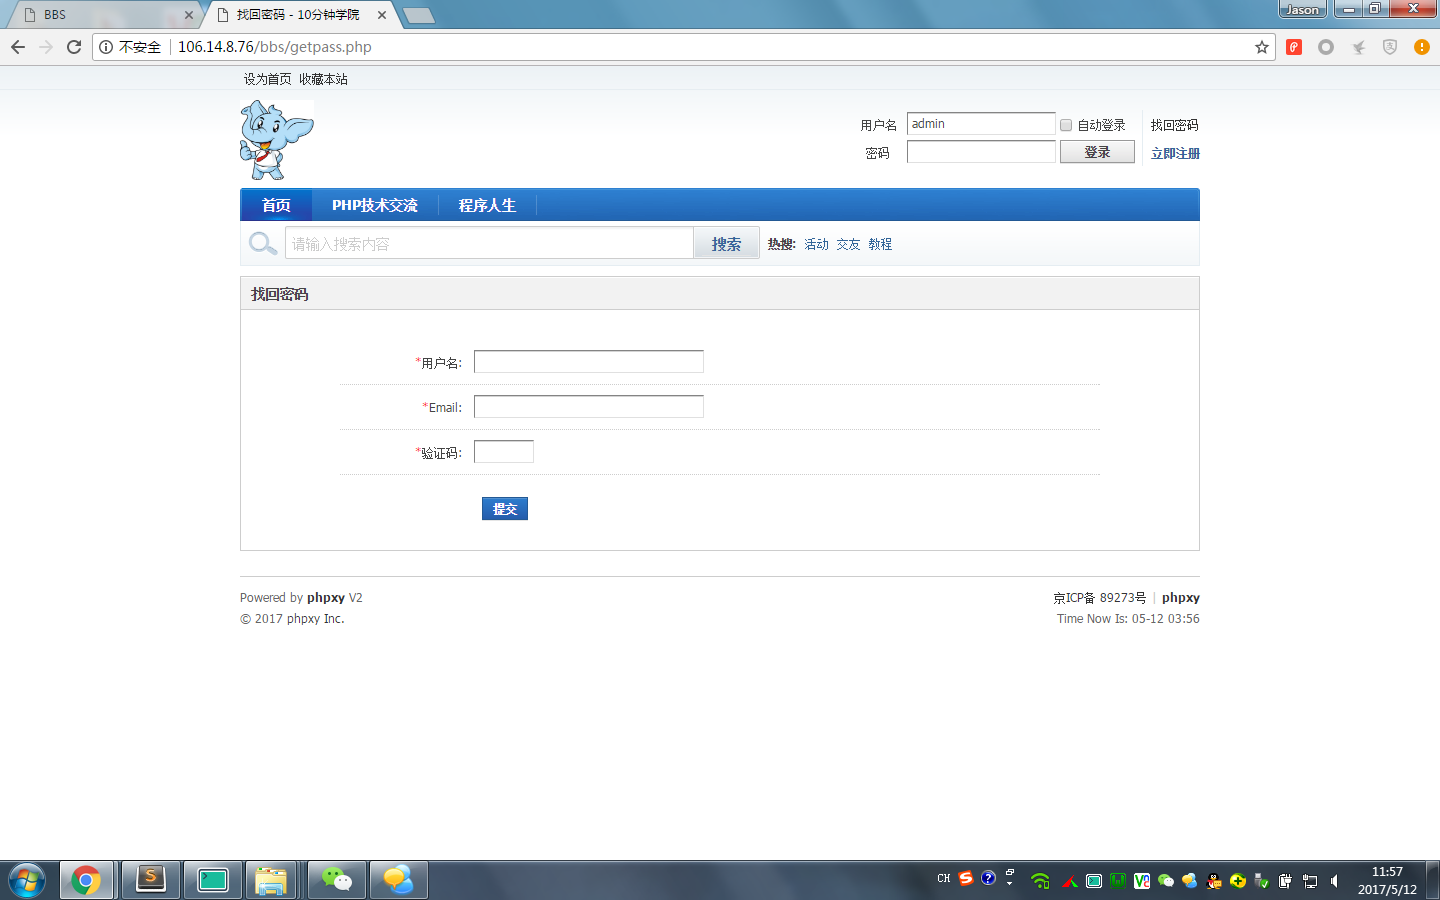 BBS
找回密码 - 10分钟学院
Jason
不安全 106.14.8.76/bbs/getpass.php
设为首页 收藏本站
用户名 admin 自动登录 找回密码
密码 登录 立即注册
首页 PHP技术交流 程序人生
请输入搜索内容 搜索 热搜: 活动 交友 教程
找回密码
*用户名:
*Email:
*验证码:
提交
Powered by phpxy V2
京ICP备 89273号 | phpxy
© 2017 phpxy Inc.
Time Now Is: 05-12 03:56
CH
11:57
2017/5/12